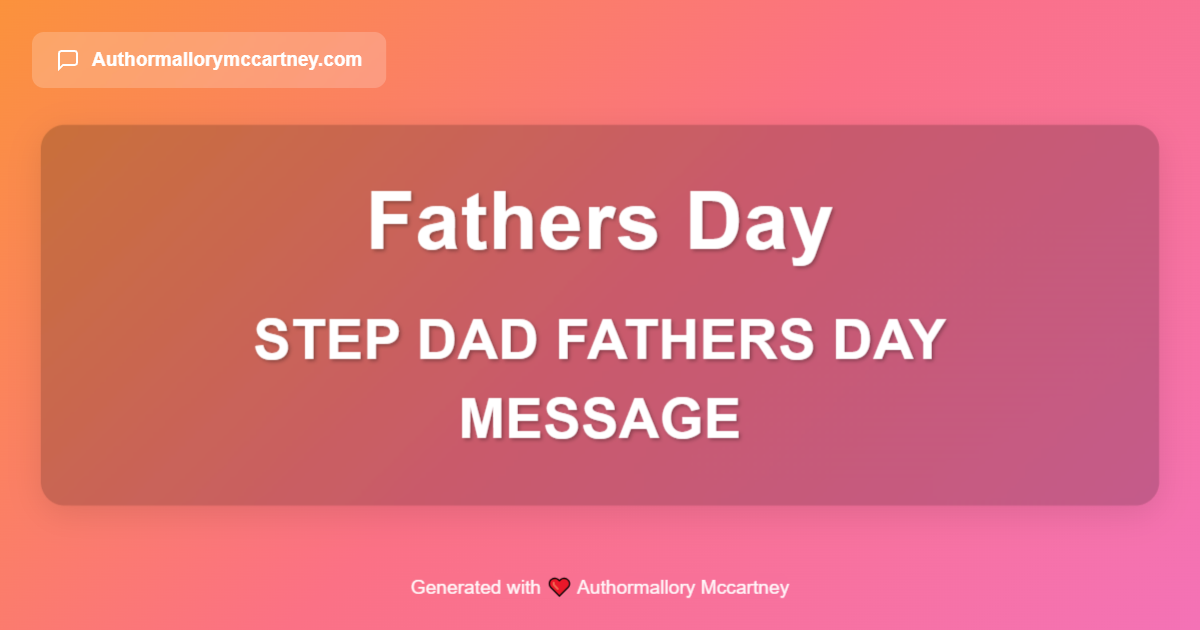 Authormallorymccartney.com
Fathers Day
STEP DAD FATHERS DAY
MESSAGE
Generated with ❤️ Authormallory Mccartney